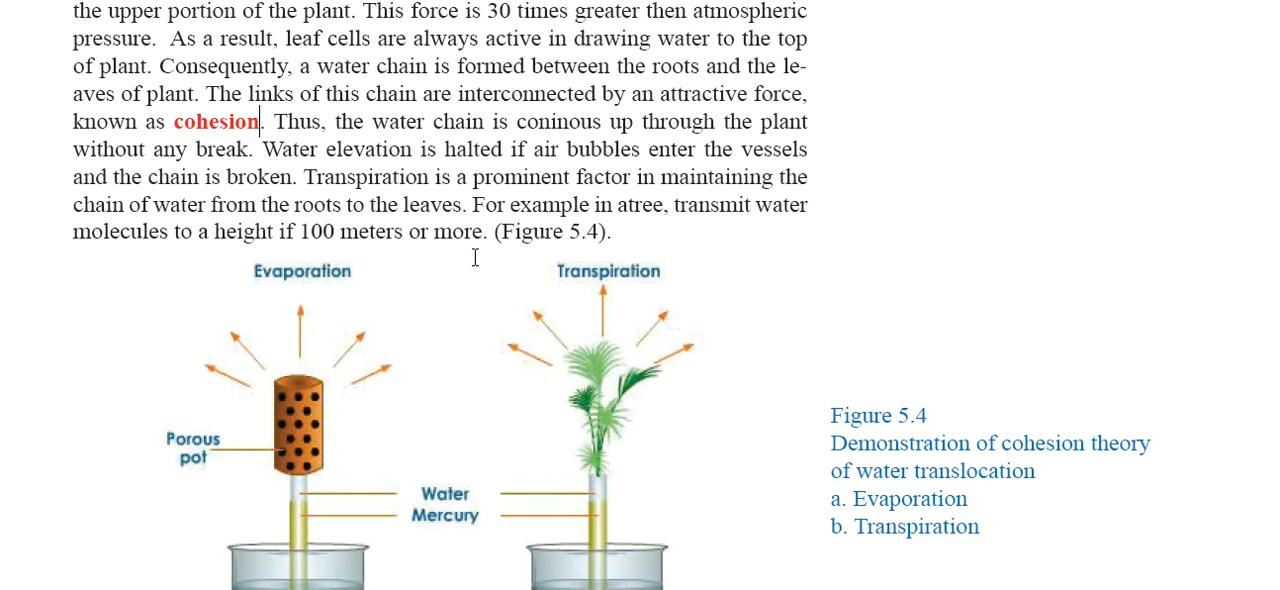 the upper portion of the plant. This force is 30 times greater then atmospheric
pressure. As a result, leaf cells are always active in drawing water to the top
of plant. Consequently, a water chain is formed between the roots and the le-
aves of plant. The links of this chain are interconnected by an attractive force,
known as cohesion. Thus, the water chain is coninous up through the plant
without any break. Water elevation is halted if air bubbles enter the vessels
and the chain is broken. Transpiration is a prominent factor in maintaining the
chain of water from the roots to the leaves. For example in atree, transmit water
molecules to a height if 100 meters or more. (Figure 5.4).
Evaporation
Transpiration
Porous
pot
Water
Mercury
Figure 5.4
Demonstration of cohesion theory
of water translocation
a. Evaporation
b. Transpiration